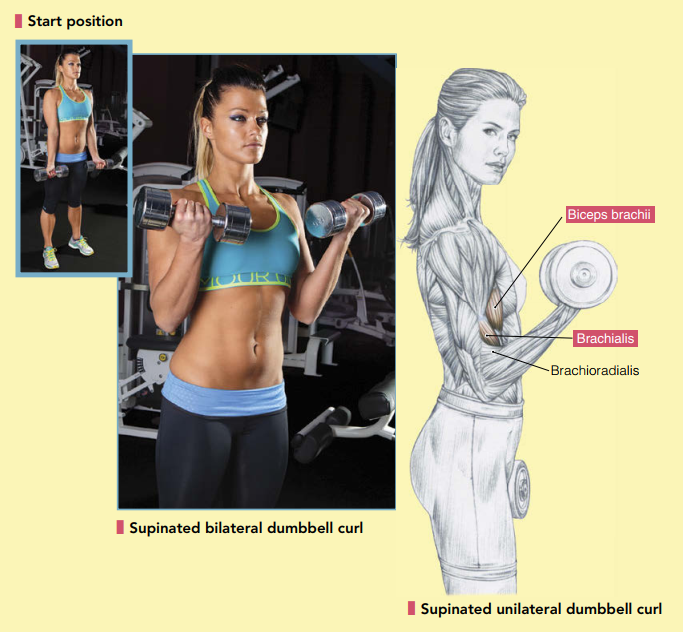 Start position
Biceps brachii
Brachialis
Brachioradialis
Supinated bilateral dumbbell curl
Supinated unilateral dumbbell curl